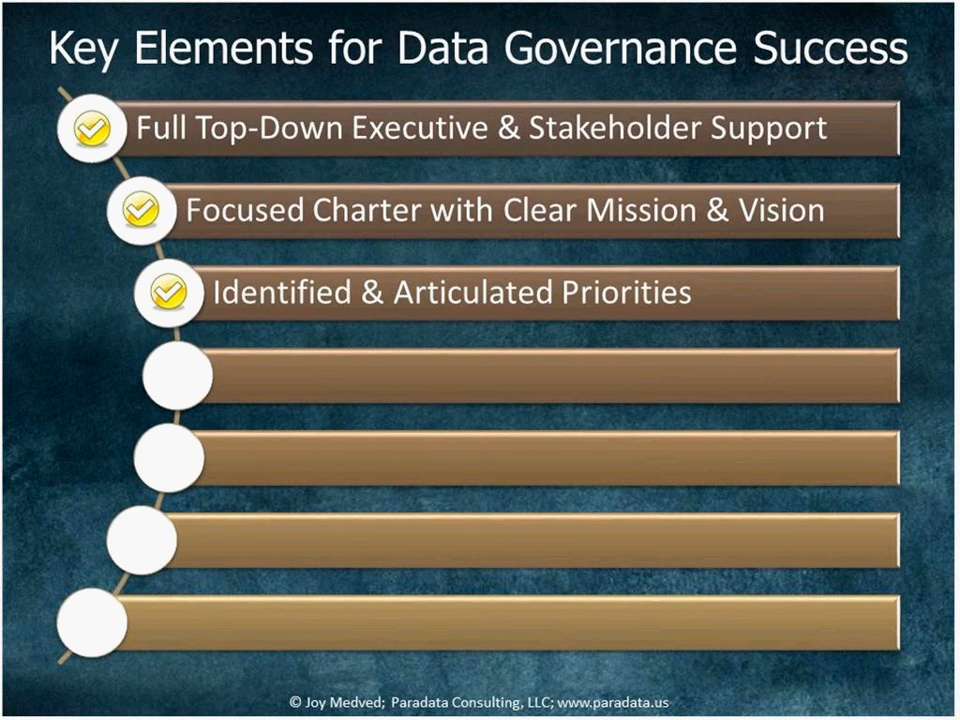 Key Elements for Data Governance Success
Full Top-Down Executive & Stakeholder Support
Focused Charter with Clear Mission & Vision
Identified & Articulated Priorities
© Joy Medved; Paradata Consulting, LLC; www.paradata.us